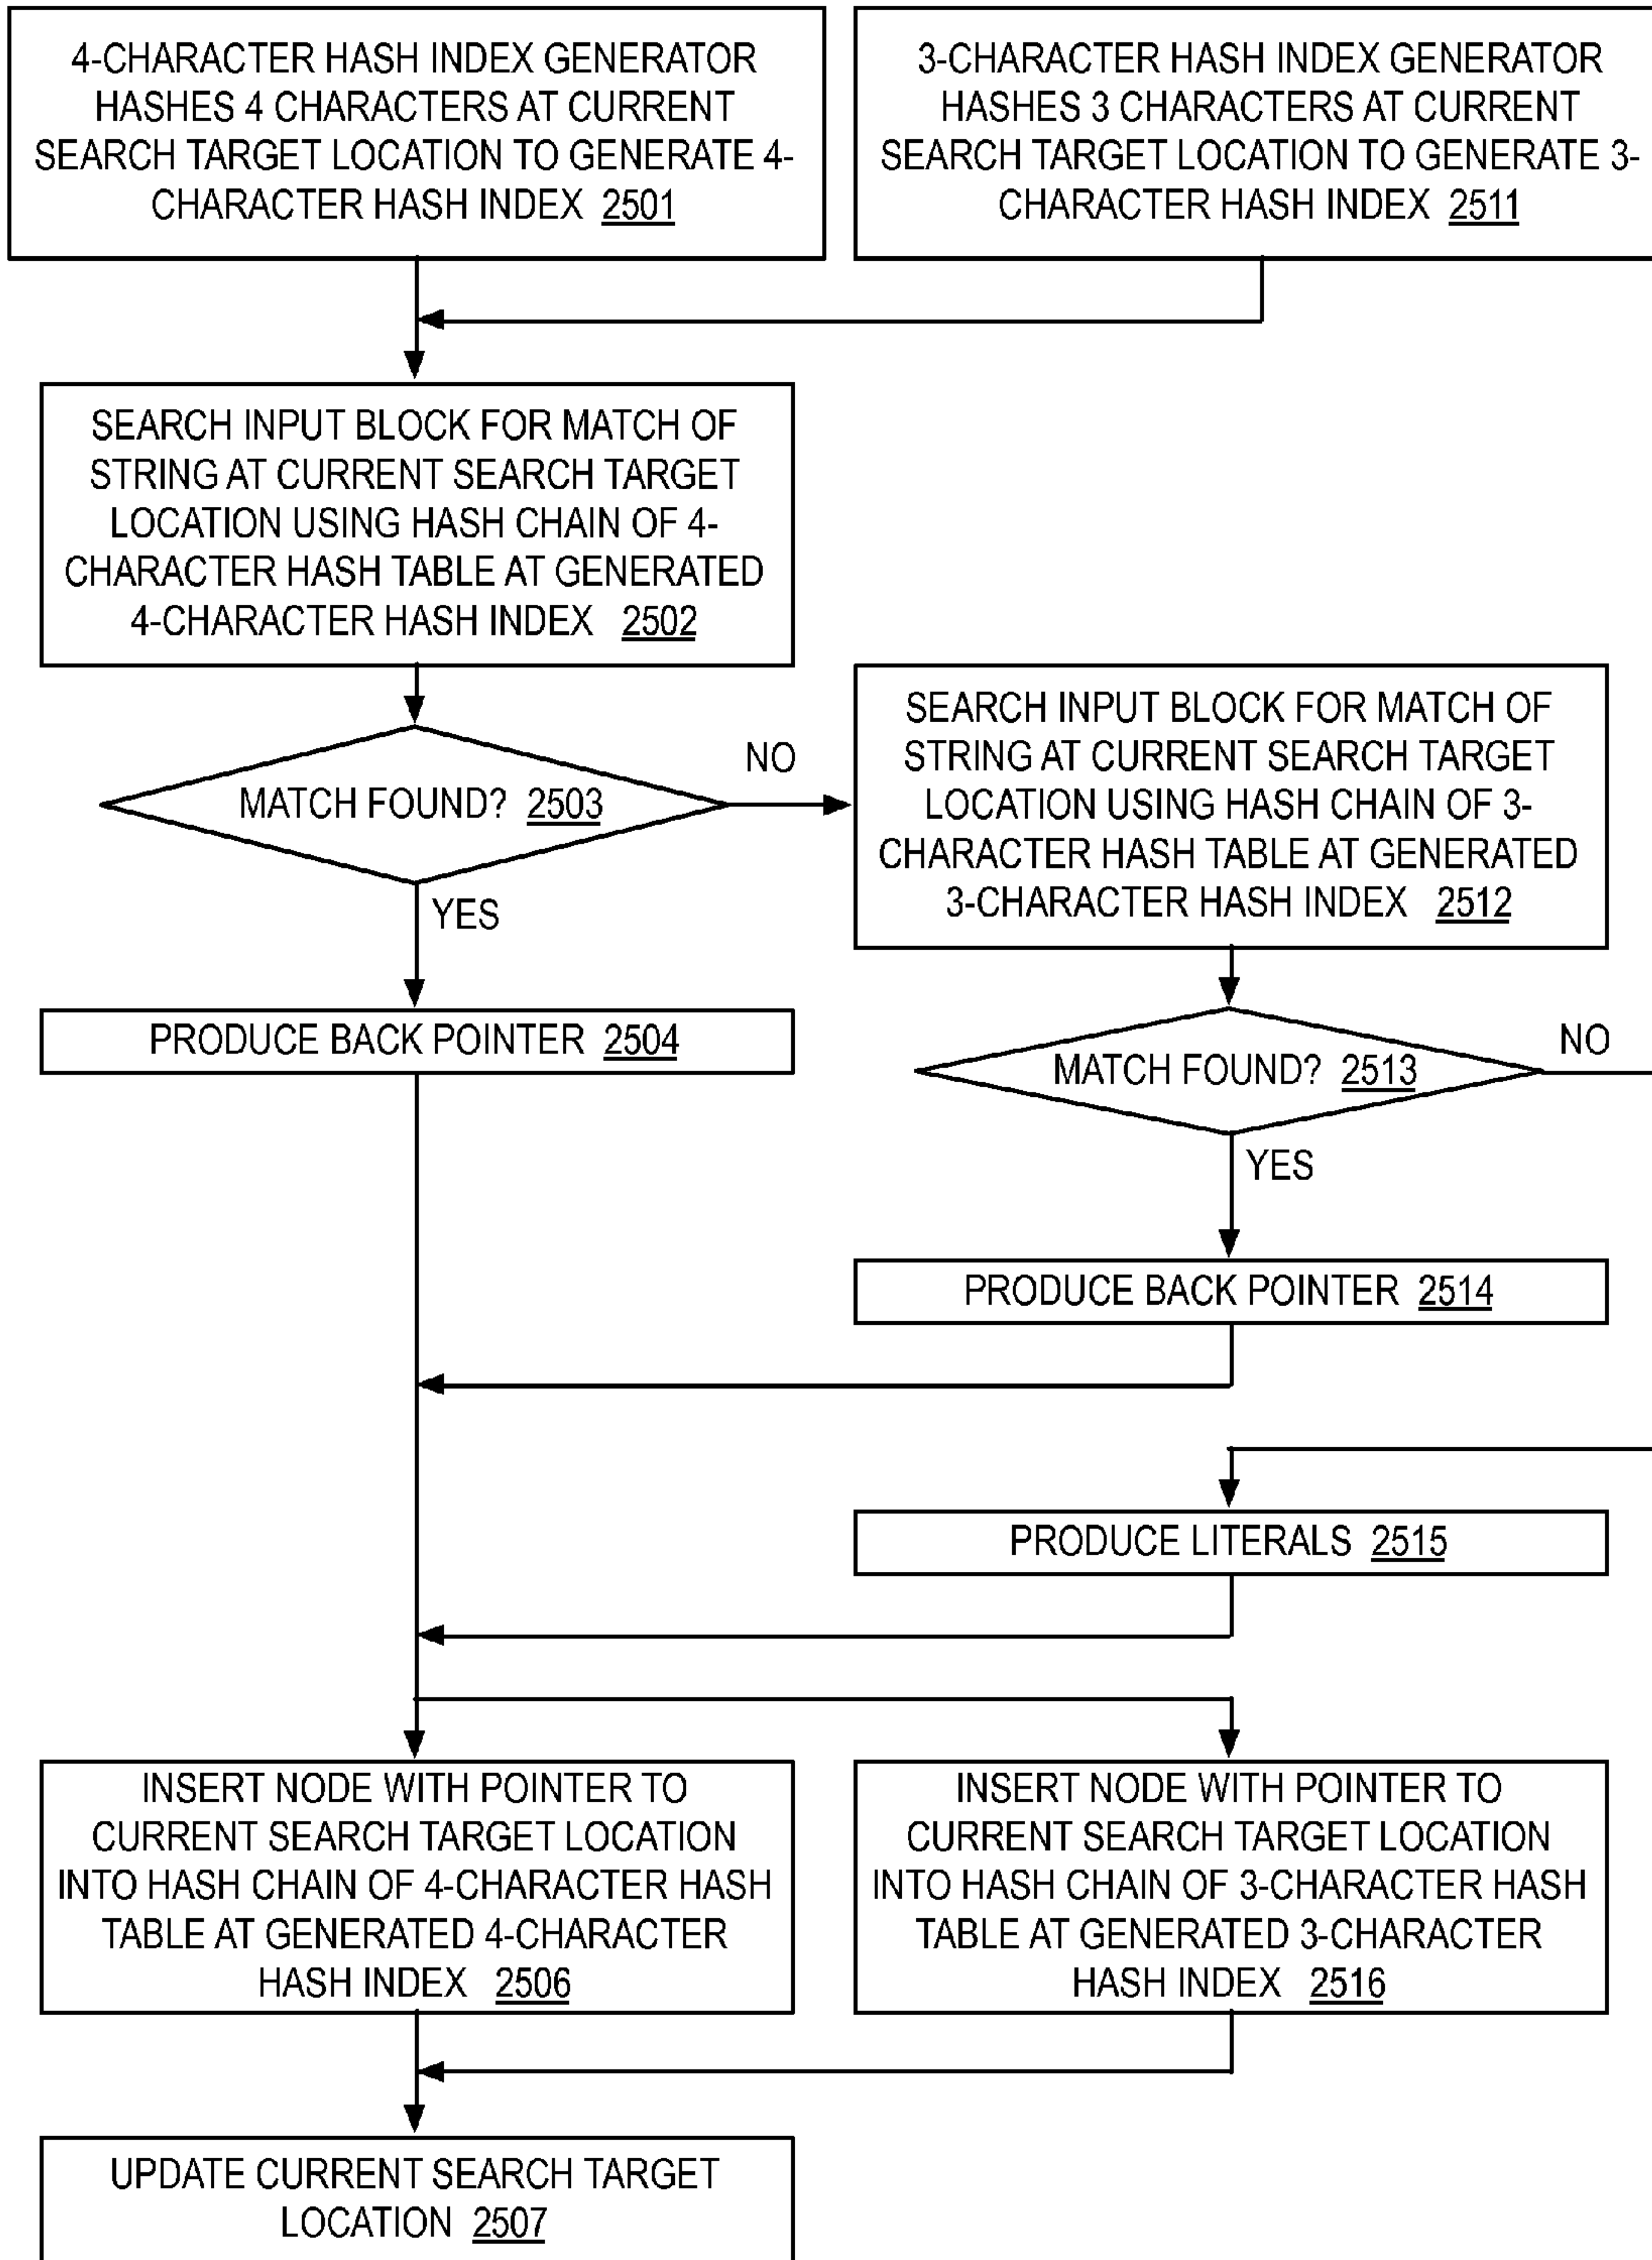 4-CHARACTER HASH INDEX GENERATOR
HASHES 4 CHARACTERS AT CURRENT
SEARCH TARGET LOCATION TO GENERATE 4-
CHARACTER HASH INDEX 2501
3-CHARACTER HASH INDEX GENERATOR
HASHES 3 CHARACTERS AT CURRENT
SEARCH TARGET LOCATION TO GENERATE 3-
CHARACTER HASH INDEX 2511
SEARCH INPUT BLOCK FOR MATCH OF
STRING AT CURRENT SEARCH TARGET
LOCATION USING HASH CHAIN OF 4-
CHARACTER HASH TABLE AT GENERATED
4-CHARACTER HASH INDEX 2502
MATCH FOUND? 2503
NO
YES
SEARCH INPUT BLOCK FOR MATCH OF
STRING AT CURRENT SEARCH TARGET
LOCATION USING HASH CHAIN OF 3-
CHARACTER HASH TABLE AT GENERATED
3-CHARACTER HASH INDEX 2512
PRODUCE BACK POINTER 2504
MATCH FOUND? 2513
NO
YES
PRODUCE BACK POINTER 2514
PRODUCE LITERALS 2515
INSERT NODE WITH POINTER TO
CURRENT SEARCH TARGET LOCATION
INTO HASH CHAIN OF 4-CHARACTER HASH
TABLE AT GENERATED 4-CHARACTER
HASH INDEX 2506
INSERT NODE WITH POINTER TO
CURRENT SEARCH TARGET LOCATION
INTO HASH CHAIN OF 3-CHARACTER HASH
TABLE AT GENERATED 3-CHARACTER
HASH INDEX 2516
UPDATE CURRENT SEARCH TARGET
LOCATION 2507